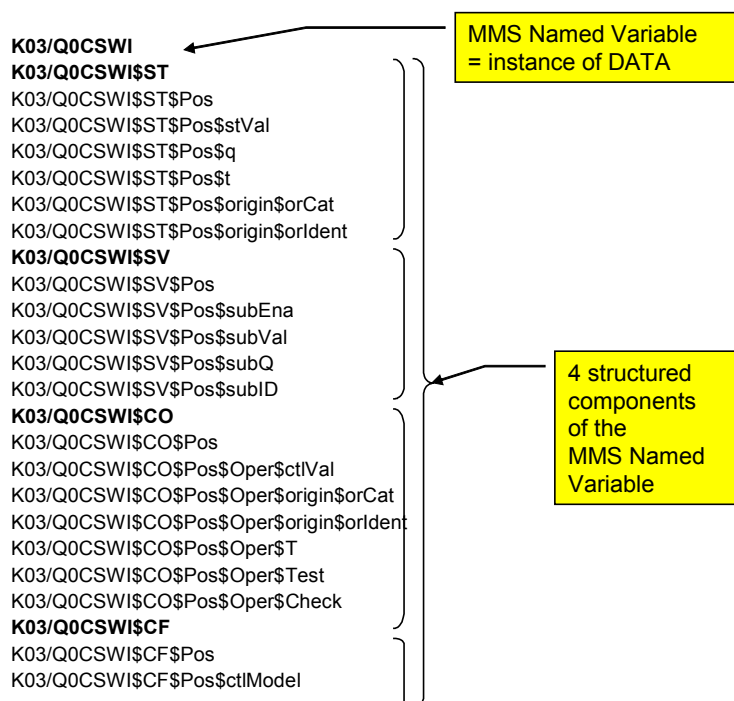 K03/Q0CSWI
K03/Q0CSWI$ST
K03/Q0CSWI$ST$Pos
K03/Q0CSWI$ST$Pos$stVal
K03/Q0CSWI$ST$Pos$q
K03/Q0CSWI$ST$Pos$t
K03/Q0CSWI$ST$Pos$origin$orCat
K03/Q0CSWI$ST$Pos$origin$orIdent
K03/Q0CSWI$SV
K03/Q0CSWI$SV$Pos
K03/Q0CSWI$SV$Pos$subEna
K03/Q0CSWI$SV$Pos$subVal
K03/Q0CSWI$SV$Pos$subQ
K03/Q0CSWI$SV$Pos$subID
K03/Q0CSWI$CO
K03/Q0CSWI$CO$Pos
K03/Q0CSWI$CO$Pos$Oper$ctlVal
K03/Q0CSWI$CO$Pos$Oper$origin$orCat
K03/Q0CSWI$CO$Pos$Oper$origin$orIdent
K03/Q0CSWI$CO$Pos$Oper$T
K03/Q0CSWI$CO$Pos$Oper$Test
K03/Q0CSWI$CO$Pos$Oper$Check
K03/Q0CSWI$CF
K03/Q0CSWI$CF$Pos
K03/Q0CSWI$CF$Pos$ctlModel
MMS Named Variable
= instance of DATA
4 structured
components
of the
MMS Named
Variable